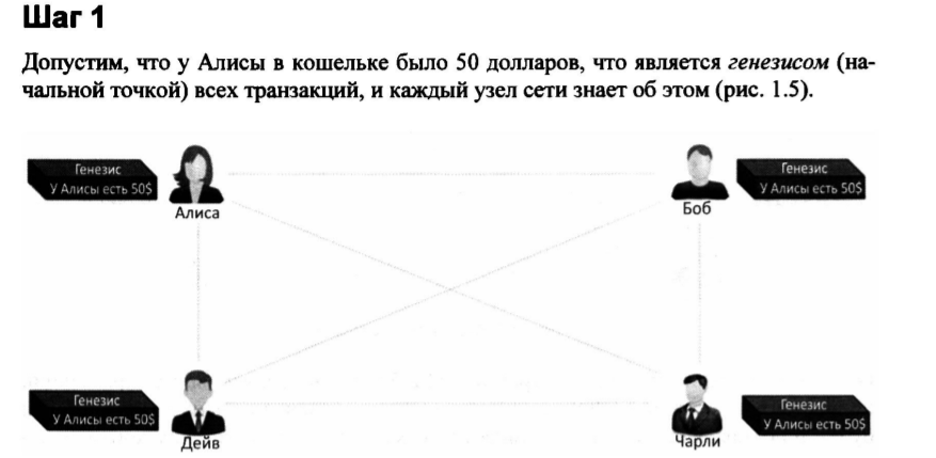 Шаг 1
Допустим, что у Алисы в кошельке было 50 долларов, что является генезисом (на-
чальной точкой) всех транзакций, и каждый узел сети знает об этом (рис. 1.5).
Генезис
У Алисы есть 50$
Алиса
Боб
Генезис
У Алисы есть 50$
Генезис
У Алисы есть 50$
Дейв
Чарли
Генезис
У Алисы есть 50$